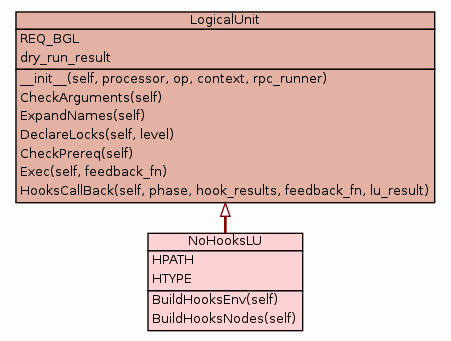 LogicalUnit
REQ_BGL
dry_run_result
__init__(self, processor, op, context, rpc_runner)
CheckArguments(self)
ExpandNames(self)
DeclareLocks(self, level)
CheckPrereq(self)
Exec(self, feedback_fn)
HooksCallBack(self, phase, hook_results, feedback_fn, lu_result)
NoHooksLU
HPATH
HTYPE
BuildHooksEnv(self)
BuildHooksNodes(self)